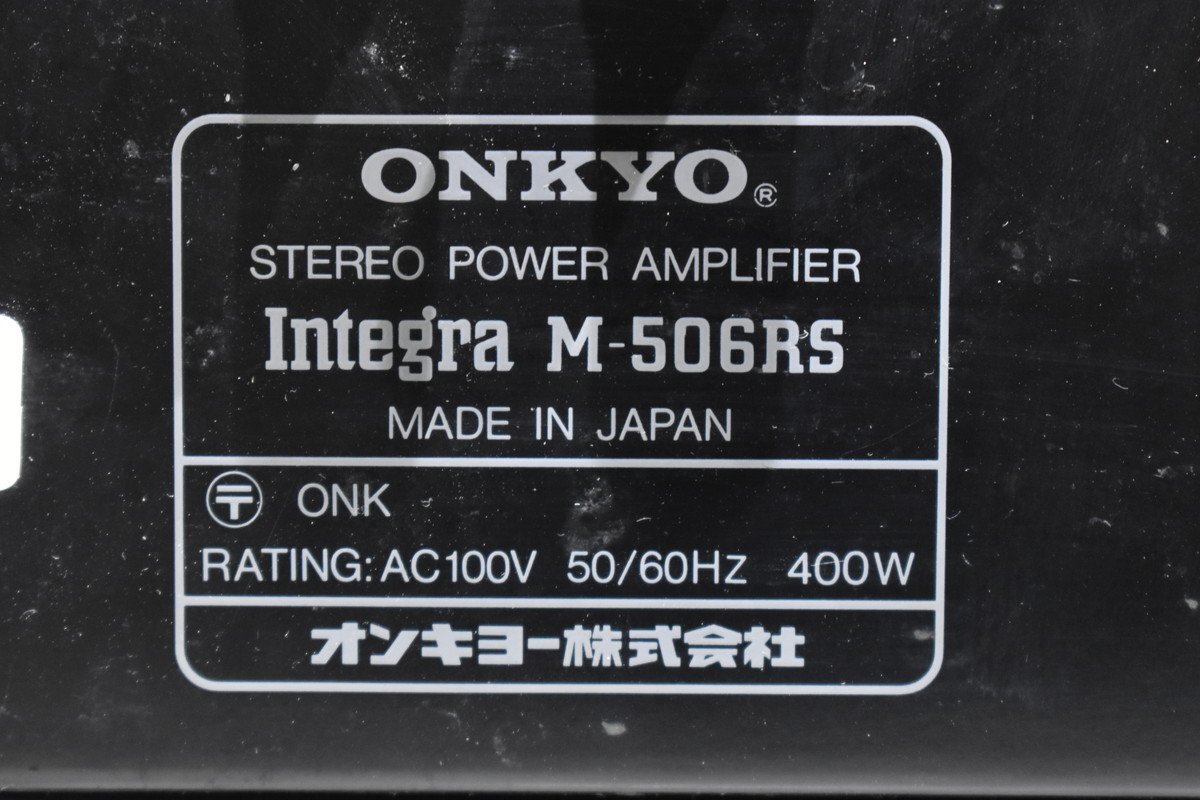 ONKYO®
STEREO POWER AMPLIFIER
Integra M-506RS
MADE IN JAPAN
〒 ONK
RATING: AC100V 50/60Hz 400W
オンキヨー株式会社